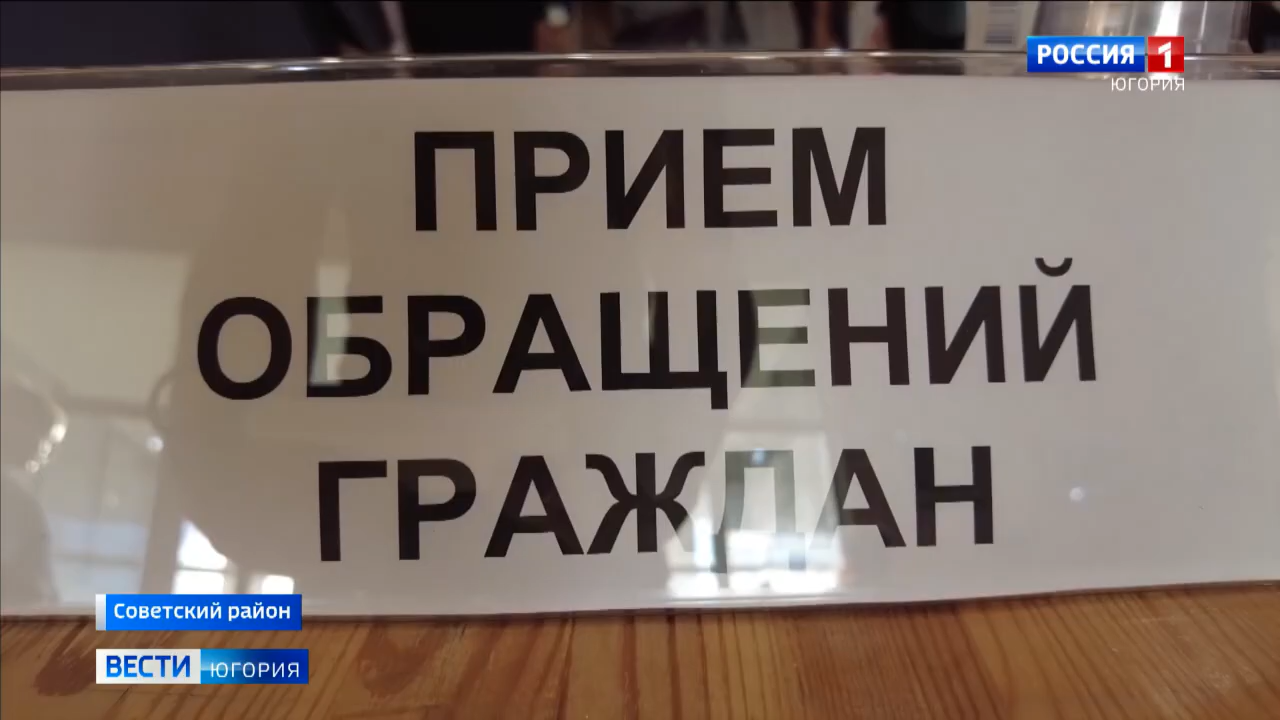 РОССИЯ 1
ЮГОРИЯ
ПРИЕМ
ОБРАЩЕНИЙ
ГРАЖДАН
Советский район
ВЕСТИ ЮГОРИЯ